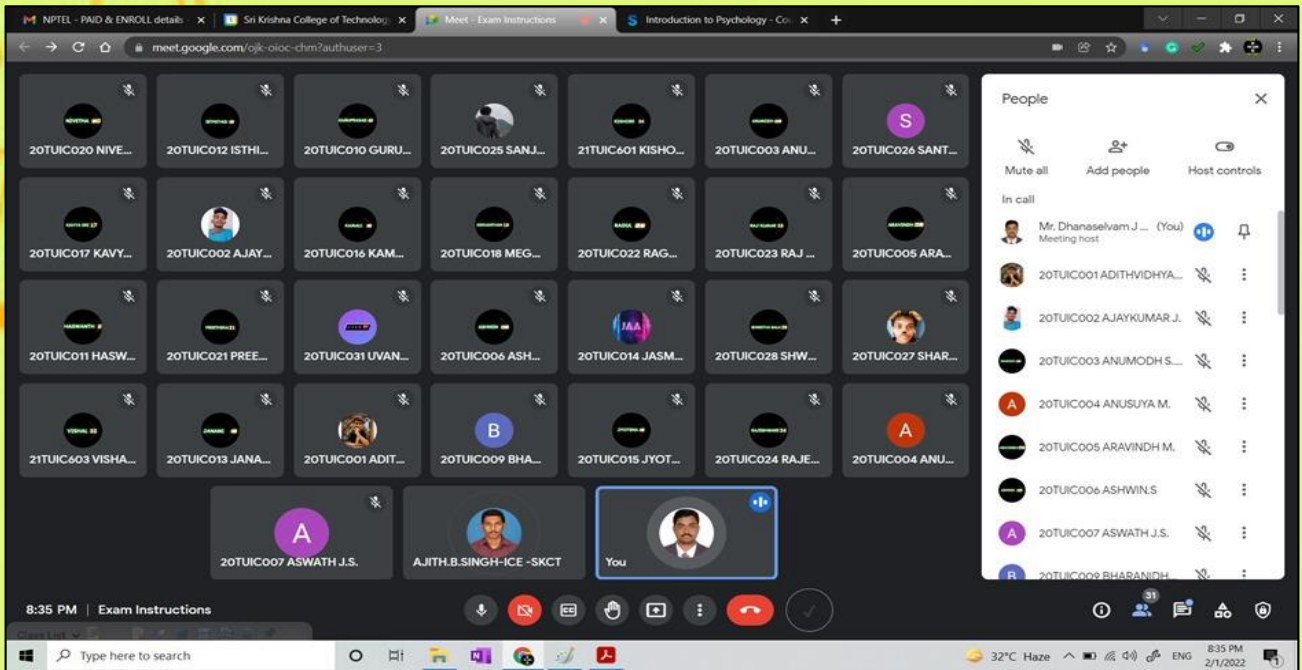 NPTEL - PAID & ENROLL details
Sri Krishna College of Technolog
Meet - Exam Instructions
Introduction to Psychology - Co
meet.google.com/ojk-oioc-chm?authuser=3
20TUIC020 NIVE...
20TUIC012 ISTHI...
20TUIC010 GURU...
20TUIC025 SANJ...
21TUIC601 KISHO...
20TUIC003 ANU...
S
20TUIC026 SANT...
20TUIC017 KAVY...
20TUIC002 AJAY...
20TUIC016 KAM...
20TUIC018 MEG...
20TUIC022 RAG...
20TUIC023 RAJ ...
20TUIC005 ARA...
20TUIC011 HASW...
20TUIC021 PREE...
20TUIC031 UVAN...
20TUIC006 ASH...
JAA
20TUIC014 JASM...
20TUIC028 SHW...
20TUIC027 SHAR...
21TUIC603 VISHA...
20TUIC013 JANA...
20TUIC001 ADIT...
B
20TUIC009 BHA...
20TUIC015 JYOT...
20TUIC024 RAJE...
A
20TUIC004 ANU...
A
20TUIC007 ASWATH J.S.
AJITH.B.SINGH-ICE -SKCT
You
People
Mute all
Add people
Host controls
In call
Mr. Dhanaselvam J ... (You)
Meeting host
20TUIC001 ADITHVIDHYA...
20TUIC002 AJAYKUMAR J.
20TUIC003 ANUMODH S....
A
20TUIC004 ANUSUYA M.
20TUIC005 ARAVINDH M.
20TUIC006 ASHWIN.S
A
20TUIC007 ASWATH J.S.
B
20TUIC009 BHARANIDH...
8:35 PM | Exam Instructions
CC
31
Class List
Type here to search
32°C Haze
ENG
8:35 PM
2/1/2022